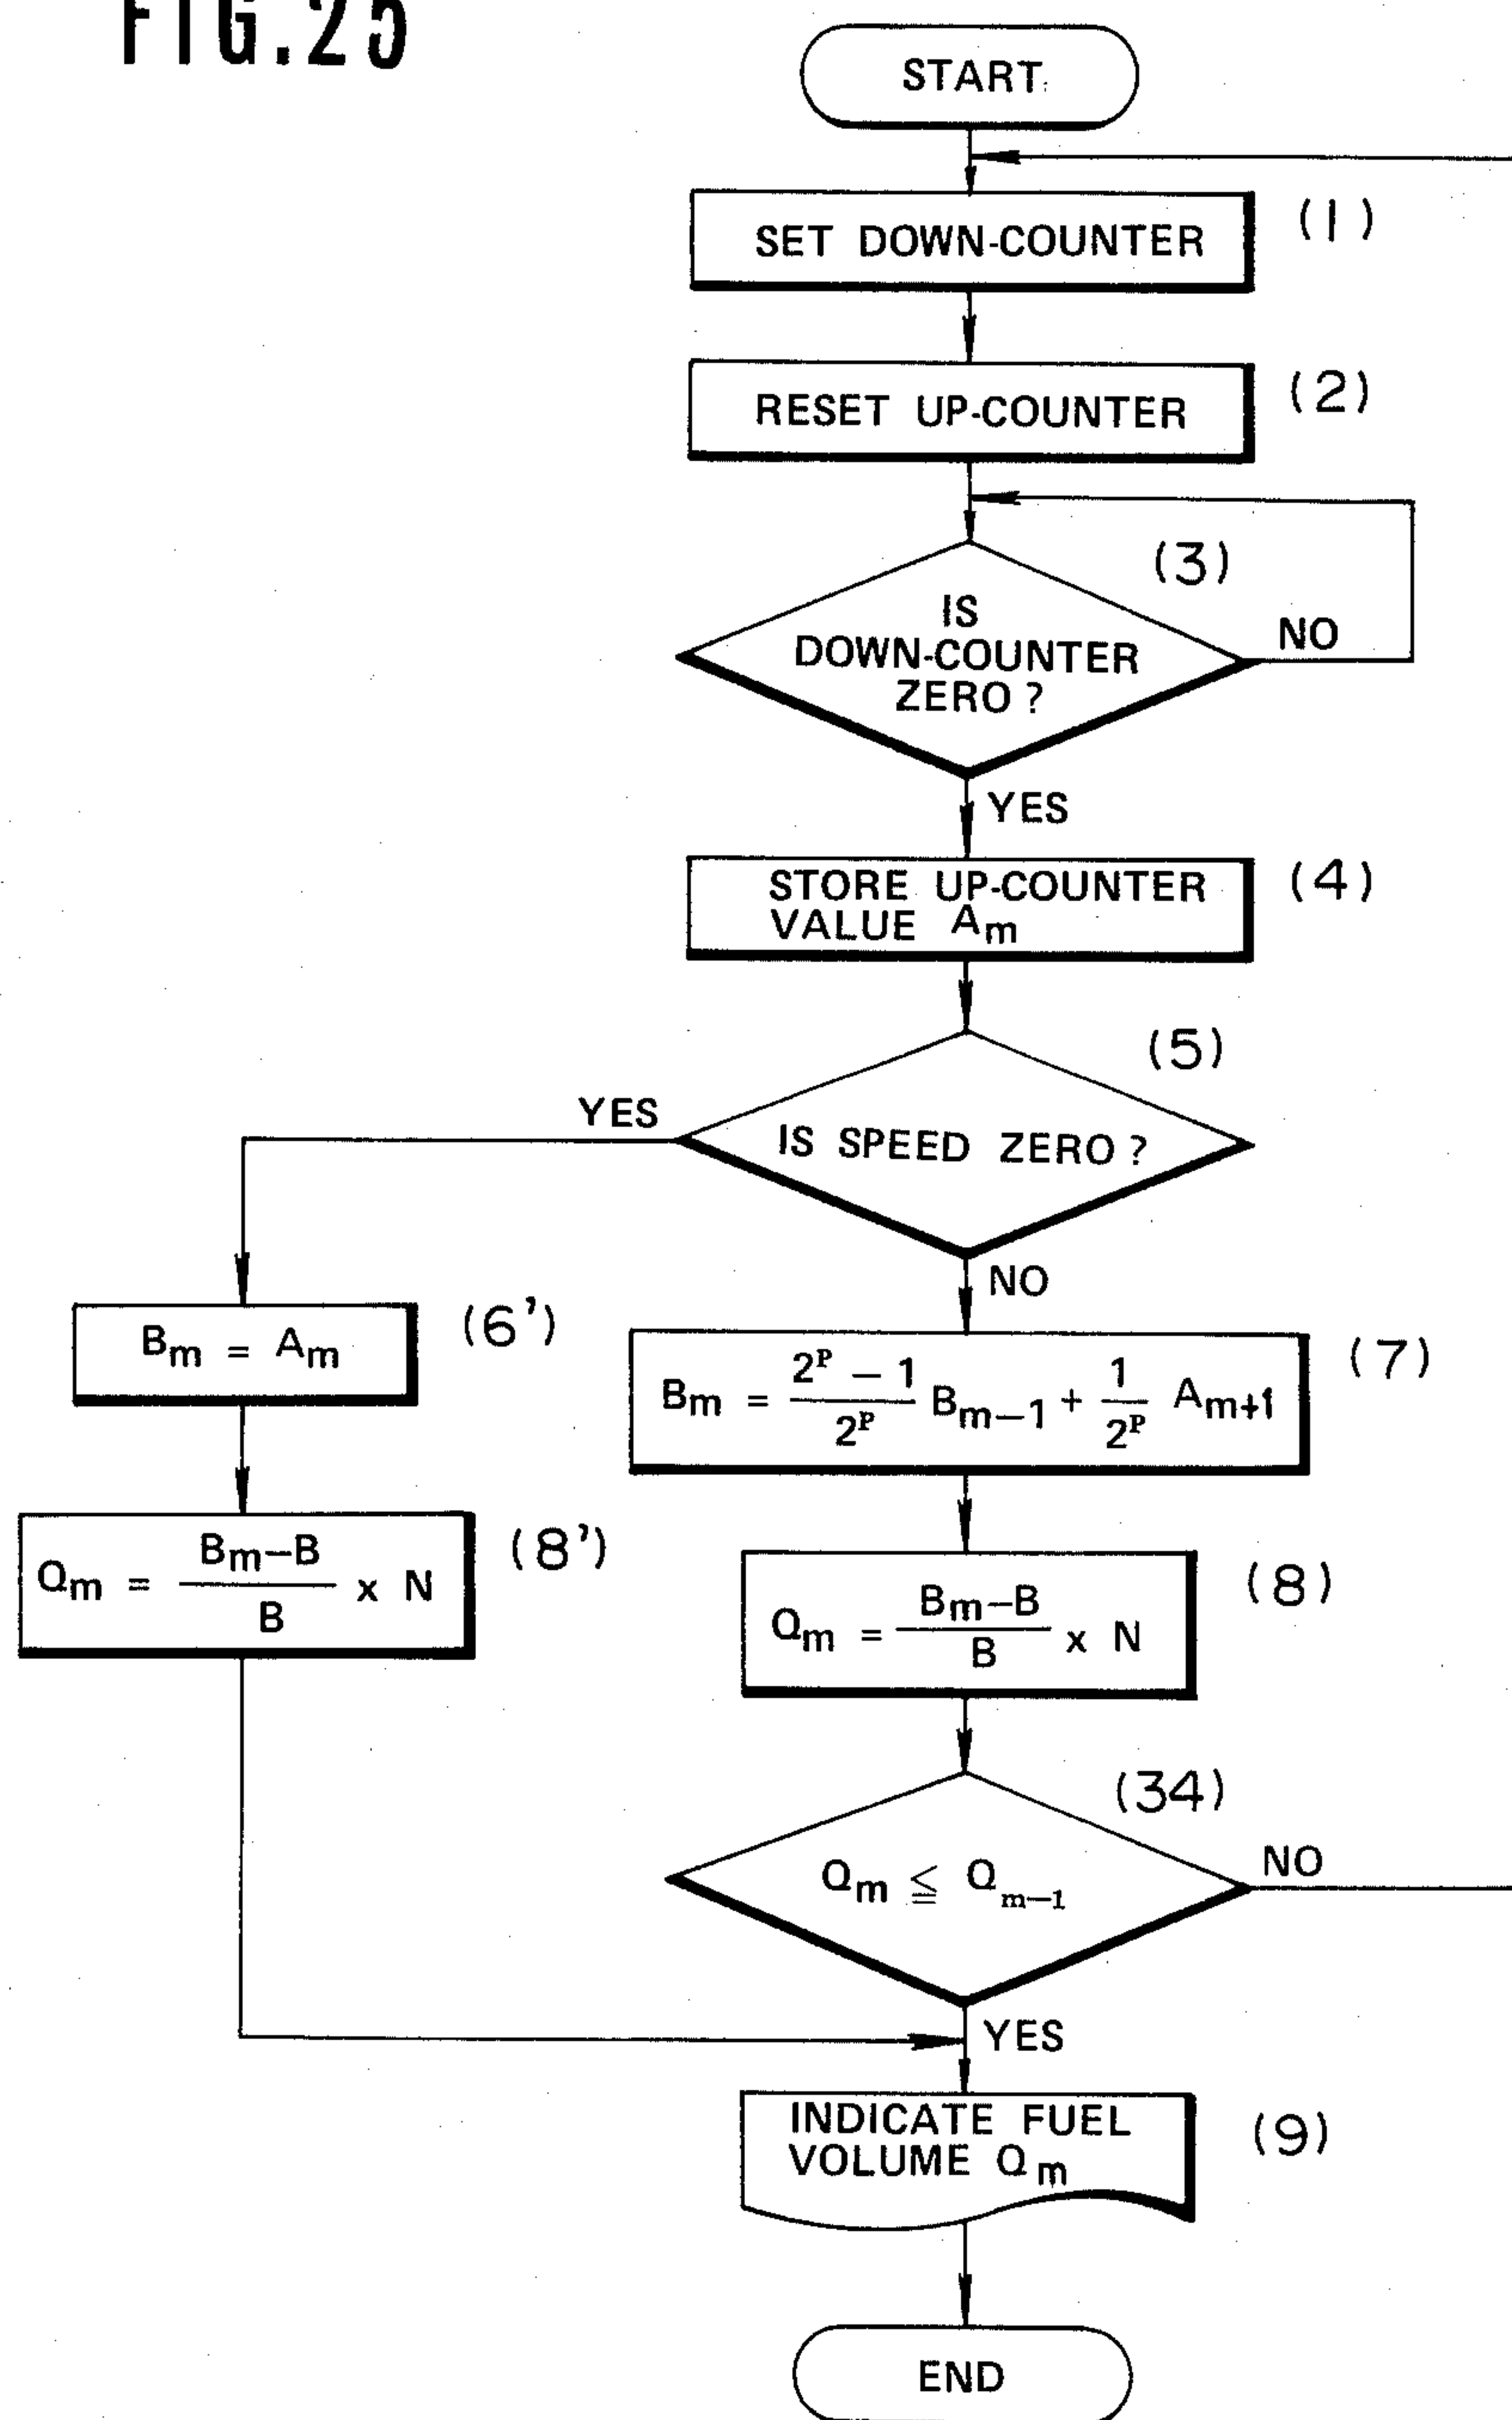 FIG.25
START
SET DOWN-COUNTER (1)
RESET UP-COUNTER (2)
(3)
IS
DOWN-COUNTER
ZERO?
NO
YES
STORE UP-COUNTER
VALUE Am
(4)
(5)
YES
IS SPEED ZERO?
NO
Bm = Am (6')
Bm = 2^P − 1 / 2^P Bm−1 + 1 / 2^P Am+1 (7)
Qm = Bm−B / B x N (8')
Qm = Bm−B / B x N (8)
(34)
Qm ≦ Qm−1
NO
YES
INDICATE FUEL
VOLUME Qm
(9)
END